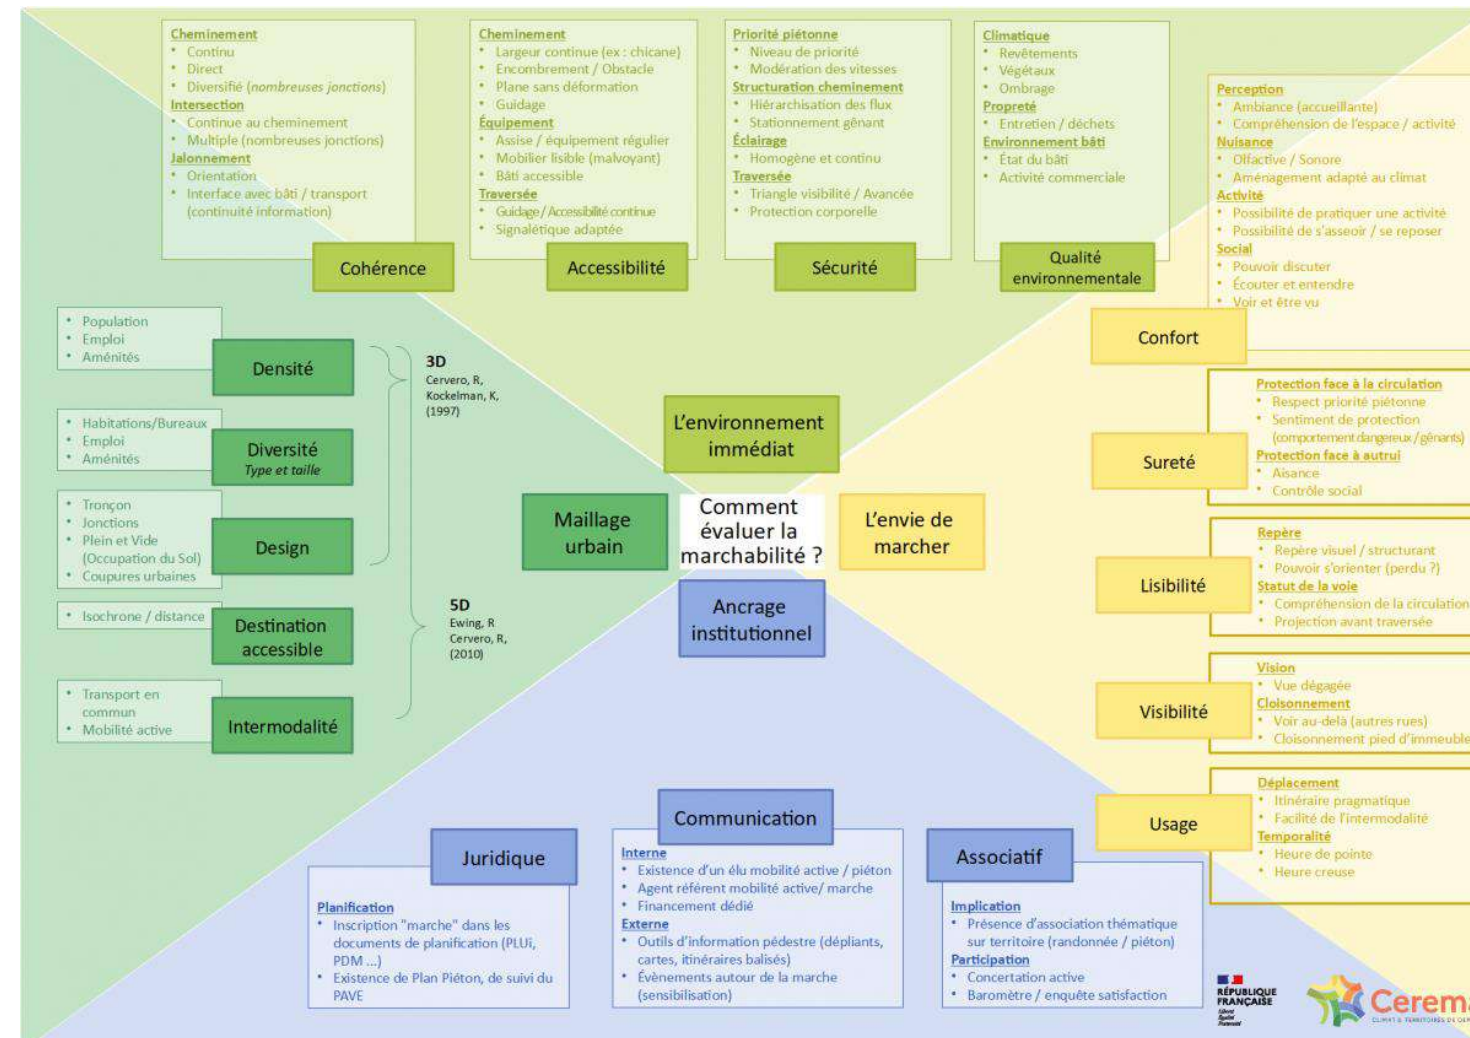 Cheminement
• Continu
• Direct
• Diversifié (nombreuses jonctions)
Intersection
• Continue au cheminement
• Multiple (nombreuses jonctions)
Jalonnement
• Orientation
• Interface avec bâti / transport
(continuité information)
Cohérence
Cheminement
• Largeur continue (ex : chicane)
• Encombrement / Obstacle
• Plane sans déformation
• Guidage
Équipement
• Assise / équipement régulier
• Mobilier lisible (malvoyant)
• Bâti accessible
Traversée
• Guidage / Accessibilité continue
• Signalétique adaptée
Accessibilité
Priorité piétonne
• Niveau de priorité
• Modération des vitesses
Structuration cheminement
• Hiérarchisation des flux
• Stationnement gênant
Éclairage
• Homogène et continu
Traversée
• Triangle visibilité / Avancée
• Protection corporelle
Sécurité
Climatique
• Revêtements
• Végétaux
• Ombrage
Propreté
• Entretien / déchets
Environnement bâti
• État du bâti
• Activité commerciale
Qualité
environnementale
Perception
• Ambiance (accueillante)
• Compréhension de l'espace / activité
Nuisance
• Olfactive / Sonore
• Aménagement adapté au climat
Activité
• Possibilité de pratiquer une activité
• Possibilité de s'asseoir / se reposer
Social
• Pouvoir discuter
• Écouter et entendre
• Voir et être vu
Confort
• Population
• Emploi
• Aménités
Densité
• Habitations/Bureaux
• Emploi
• Aménités
Diversité
Type et taille
• Tronçon
• Jonctions
• Plein et Vide
(Occupation du Sol)
• Coupures urbaines
Design
• Isochrone / distance
Destination
accessible
• Transport en
commun
• Mobilité active
Intermodalité
3D
Cervero, R,
Kockelman, K,
(1997)
5D
Ewing, R
Cervero, R,
(2010)
L'environnement
immédiat
Maillage
urbain
Comment
évaluer la
marchabilité ?
L'envie de
marcher
Ancrage
institutionnel
Protection face à la circulation
• Respect priorité piétonne
• Sentiment de protection
(comportement dangereux / gênants)
Protection face à autrui
• Aisance
• Contrôle social
Sureté
Repère
• Repère visuel / structurant
• Pouvoir s'orienter (perdu ?)
Statut de la voie
• Compréhension de la circulation
• Projection avant traversée
Lisibilité
Vision
• Vue dégagée
Cloisonnement
• Voir au-delà (autres rues)
• Cloisonnement pied d'immeuble
Visibilité
Déplacement
• Itinéraire pragmatique
• Facilité de l'intermodalité
Temporalité
• Heure de pointe
• Heure creuse
Usage
Juridique
Planification
• Inscription "marche" dans les
documents de planification (PLUi,
PDM ...)
• Existence de Plan Piéton, de suivi du
PAVE
Communication
Interne
• Existence d'un élu mobilité active / piéton
• Agent référent mobilité active/ marche
• Financement dédié
Externe
• Outils d'information pédestre (dépliants,
cartes, itinéraires balisés)
• Évènements autour de la marche
(sensibilisation)
Associatif
Implication
• Présence d'association thématique
sur territoire (randonnée / piéton)
Participation
• Concertation active
• Baromètre / enquête satisfaction
RÉPUBLIQUE
FRANÇAISE
Liberté
Égalité
Fraternité
Cerema
CLIMAT & TERRITOIRES DE